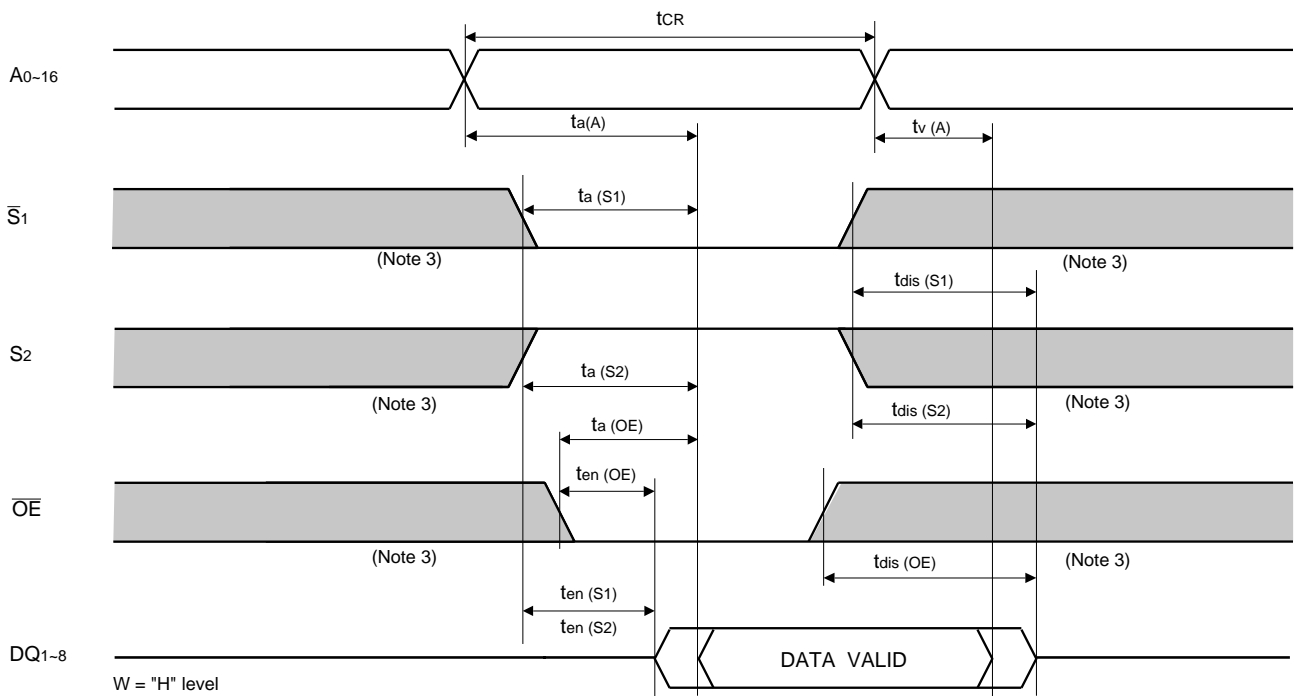 tCR
A0~16
ta(A)
tv (A)
S̅1
ta (S1)
(Note 3)
(Note 3)
tdis (S1)
S2
ta (S2)
(Note 3)
tdis (S2)
(Note 3)
ta (OE)
ten (OE)
O̅E̅
(Note 3)
(Note 3)
tdis (OE)
ten (S1)
ten (S2)
DQ1~8
DATA VALID
W = "H" level